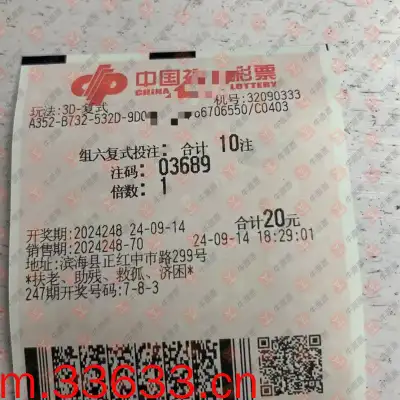 中国 彩票
CHINA LOTTERY
玩法:3D-复式
机号:32090333
A352-B732-532D-9D0 o6706550/C0403
组六复式投注: 合计 10注
注码: 03689
倍数: 1
开奖期:2024248 24-09-14 合计20元
销售期:2024248-70 24-09-14 18:29:01
地址:滨海县正红中市路299号
*扶老、助残、救孤、济困*
247期开奖号码:7-8-3
m.33633.cn